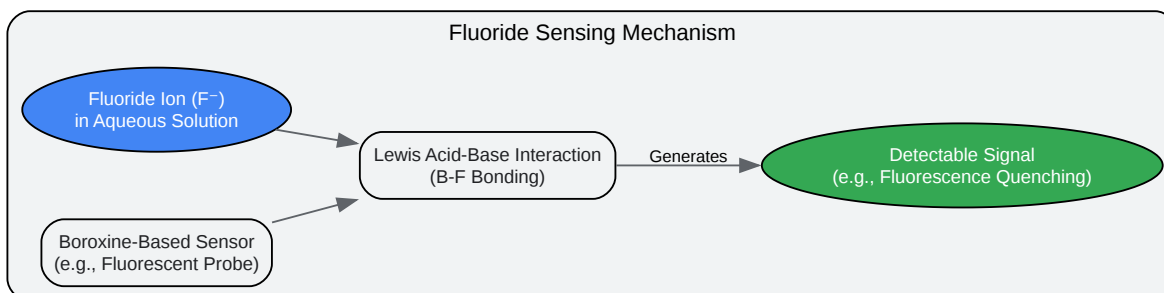 Fluoride Sensing Mechanism
Fluoride Ion (F⁻)
in Aqueous Solution
Boroxine-Based Sensor
(e.g., Fluorescent Probe)
Lewis Acid-Base Interaction
(B-F Bonding)
Generates
Detectable Signal
(e.g., Fluorescence Quenching)